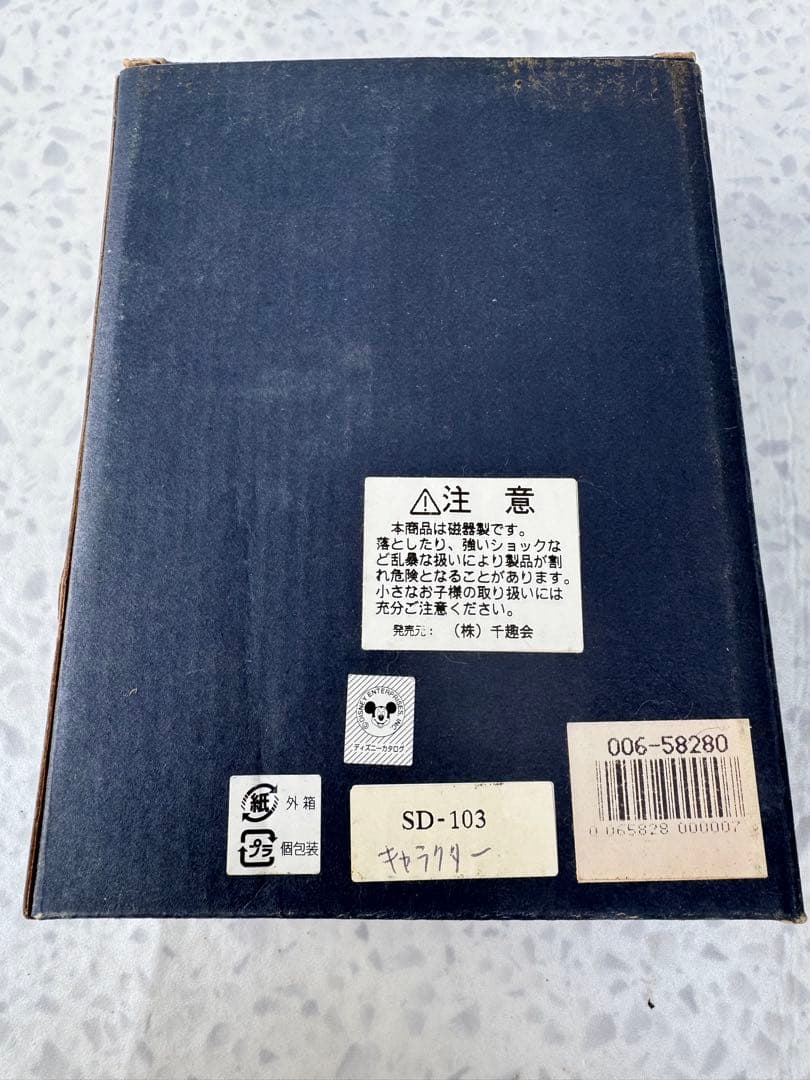 ⚠注 意
本商品は磁器製です。
落としたり、強いショックな
ど乱暴な扱いにより製品が割
れ危険となることがあります。
小さなお子様の取り扱いには
充分ご注意ください。
発売元: (株)千趣会
©DISNEY ENTERPRISES, INC.
ディズニーカタログ
紙 外箱
プラ 個包装
SD-103
キャラクター
006-58280
0 065828 000007